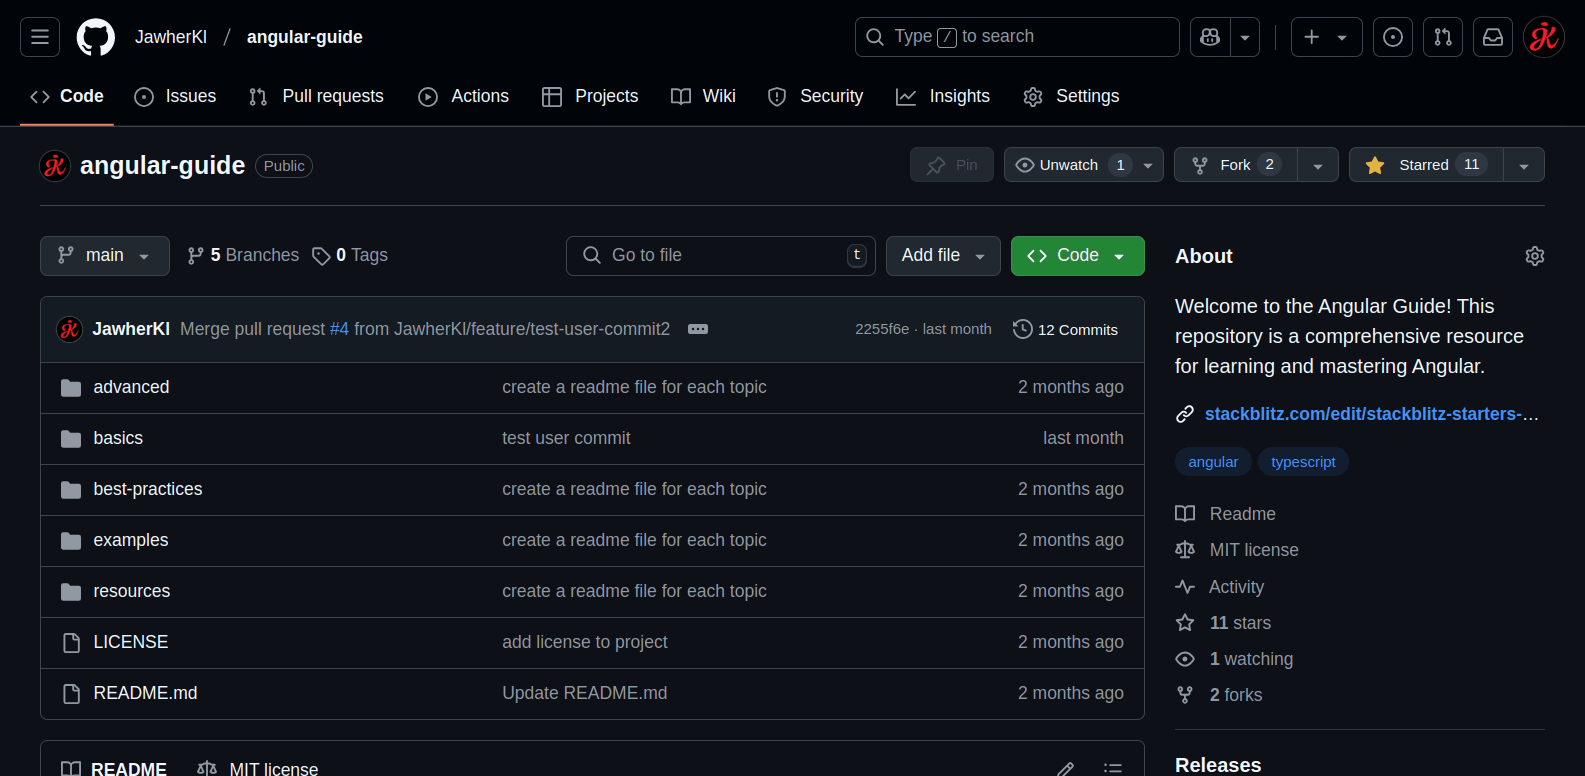 JawherKl / angular-guide
Type / to search
Code Issues Pull requests Actions Projects Wiki Security Insights Settings
angular-guide Public
Pin Unwatch 1 Fork 2 Starred 11
main 5 Branches 0 Tags
Go to file t Add file Code
JawherKl Merge pull request #4 from JawherKl/feature/test-user-commit2 2255f6e · last month 12 Commits
advanced create a readme file for each topic 2 months ago
basics test user commit last month
best-practices create a readme file for each topic 2 months ago
examples create a readme file for each topic 2 months ago
resources create a readme file for each topic 2 months ago
LICENSE add license to project 2 months ago
README.md Update README.md 2 months ago
README MIT license
About
Welcome to the Angular Guide! This
repository is a comprehensive resource
for learning and mastering Angular.
stackblitz.com/edit/stackblitz-starters-…
angular typescript
Readme
MIT license
Activity
11 stars
1 watching
2 forks
Releases